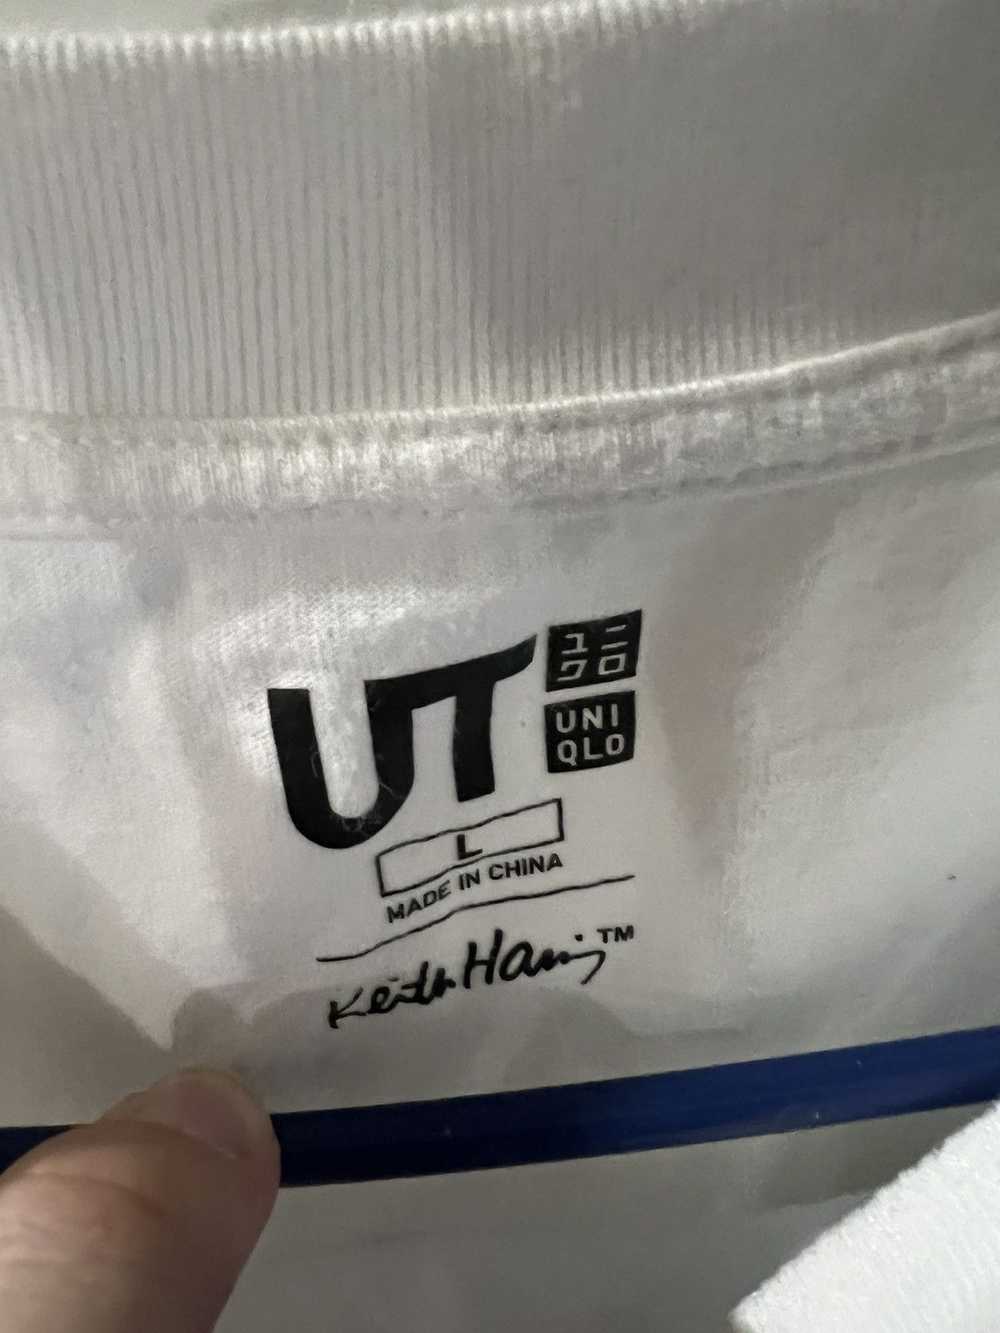 UT
ユニ
クロ
UNI
QLO
L
MADE IN CHINA
Keith Haring™